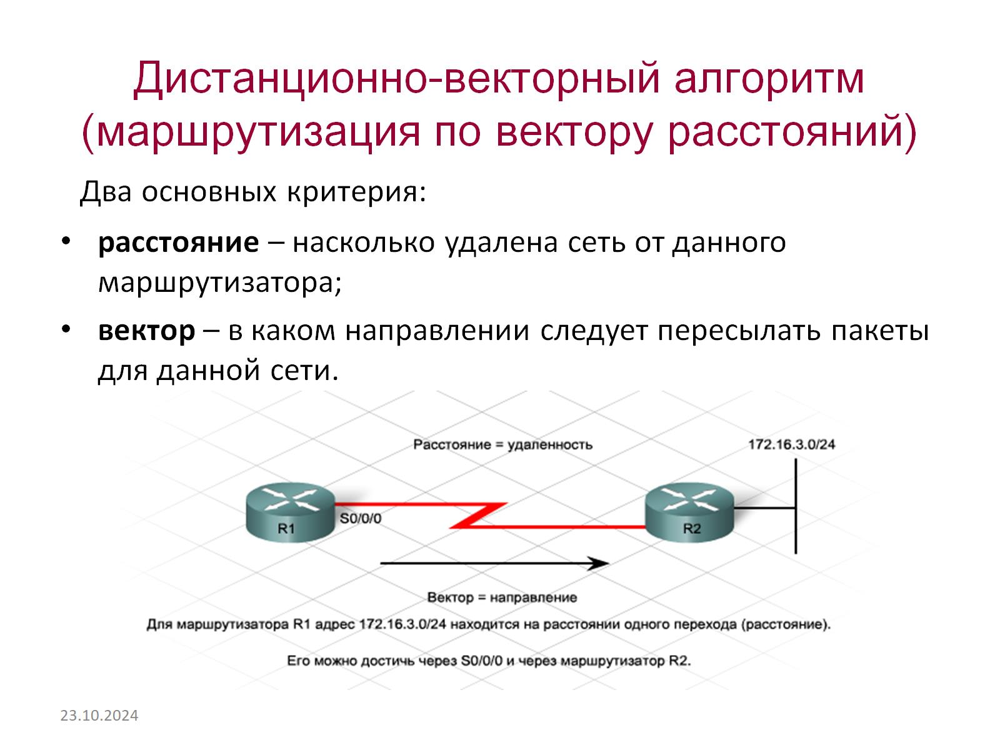 Дистанционно-векторный алгоритм
(маршрутизация по вектору расстояний)
Два основных критерия:
• расстояние – насколько удалена сеть от данного
маршрутизатора;
• вектор – в каком направлении следует пересылать пакеты
для данной сети.
Расстояние = удаленность
172.16.3.0/24
S0/0/0
R1
R2
Вектор = направление
Для маршрутизатора R1 адрес 172.16.3.0/24 находится на расстоянии одного перехода (расстояние).
Его можно достичь через S0/0/0 и через маршрутизатор R2.
23.10.2024